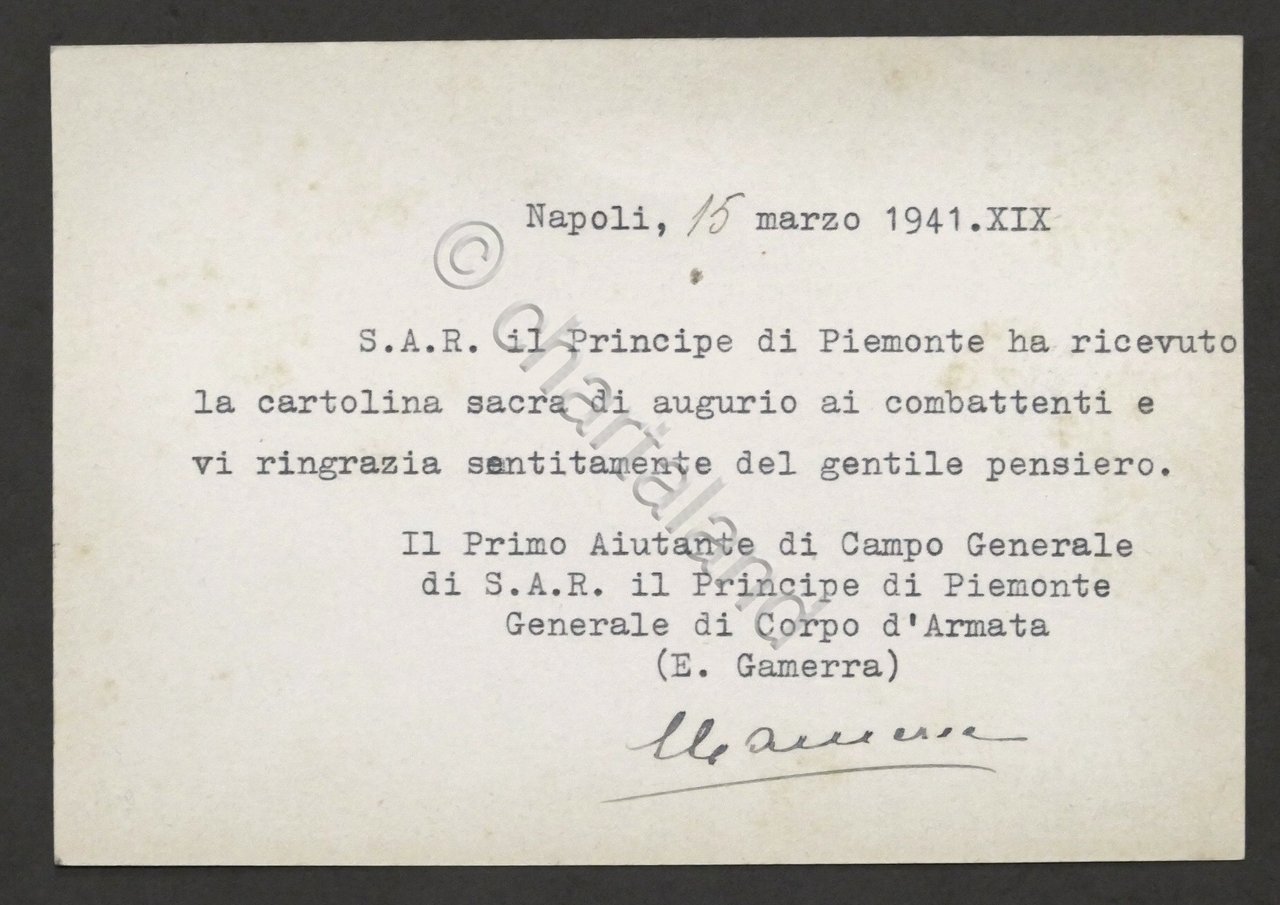 Napoli, 15 marzo 1941.XIX
S.A.R. il Principe di Piemonte ha ricevuto
la cartolina sacra di augurio ai combattenti e
vi ringrazia sentitamente del gentile pensiero.
Il Primo Aiutante di Campo Generale
di S.A.R. il Principe di Piemonte
Generale di Corpo d'Armata
(E. Gamerra)
EGamerra
© chartaland